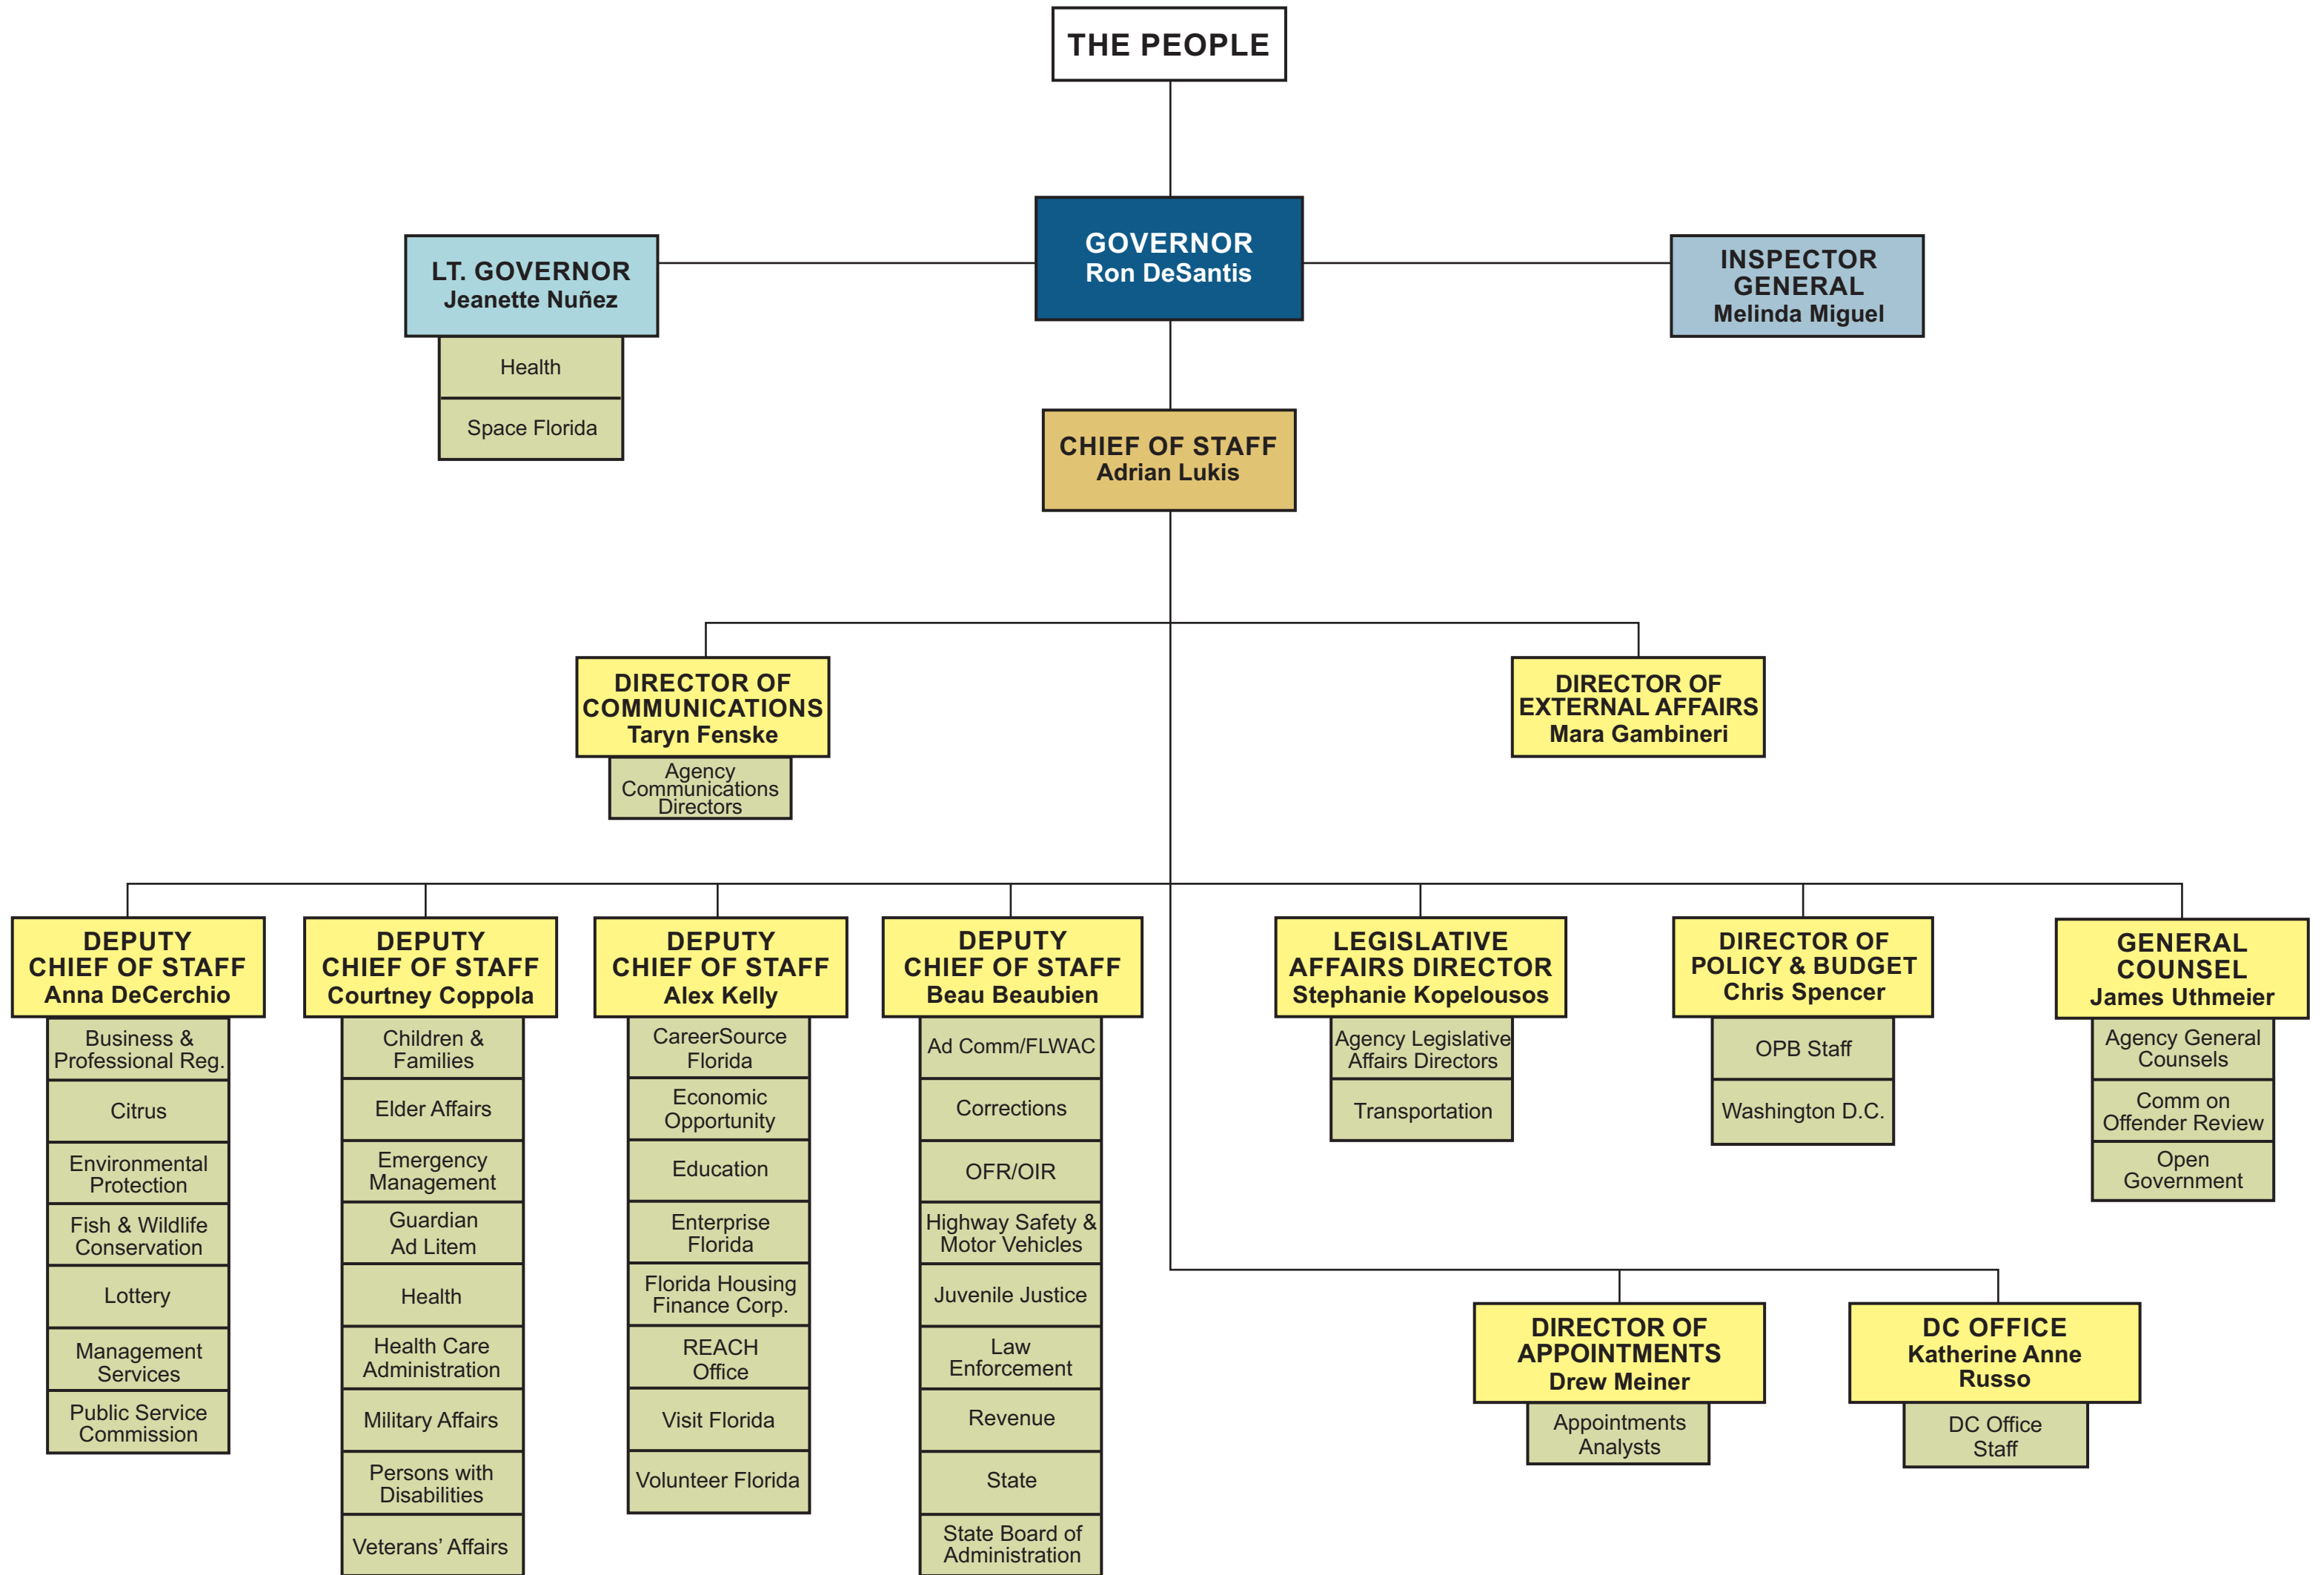 THE PEOPLE
GOVERNOR
Ron DeSantis
LT. GOVERNOR
Jeanette Nuñez
Health
Space Florida
INSPECTOR
GENERAL
Melinda Miguel
CHIEF OF STAFF
Adrian Lukis
DIRECTOR OF
COMMUNICATIONS
Taryn Fenske
Agency
Communications
Directors
DIRECTOR OF
EXTERNAL AFFAIRS
Mara Gambineri
DEPUTY
CHIEF OF STAFF
Anna DeCerchio
Business &
Professional Reg.
Citrus
Environmental
Protection
Fish & Wildlife
Conservation
Lottery
Management
Services
Public Service
Commission
DEPUTY
CHIEF OF STAFF
Courtney Coppola
Children &
Families
Elder Affairs
Emergency
Management
Guardian
Ad Litem
Health
Health Care
Administration
Military Affairs
Persons with
Disabilities
Veterans’ Affairs
DEPUTY
CHIEF OF STAFF
Alex Kelly
CareerSource
Florida
Economic
Opportunity
Education
Enterprise
Florida
Florida Housing
Finance Corp.
REACH
Office
Visit Florida
Volunteer Florida
DEPUTY
CHIEF OF STAFF
Beau Beaubien
Ad Comm/FLWAC
Corrections
OFR/OIR
Highway Safety &
Motor Vehicles
Juvenile Justice
Law
Enforcement
Revenue
State
State Board of
Administration
LEGISLATIVE
AFFAIRS DIRECTOR
Stephanie Kopelousos
Agency Legislative
Affairs Directors
Transportation
DIRECTOR OF
POLICY & BUDGET
Chris Spencer
OPB Staff
Washington D.C.
GENERAL
COUNSEL
James Uthmeier
Agency General
Counsels
Comm on
Offender Review
Open
Government
DIRECTOR OF
APPOINTMENTS
Drew Meiner
Appointments
Analysts
DC OFFICE
Katherine Anne
Russo
DC Office
Staff